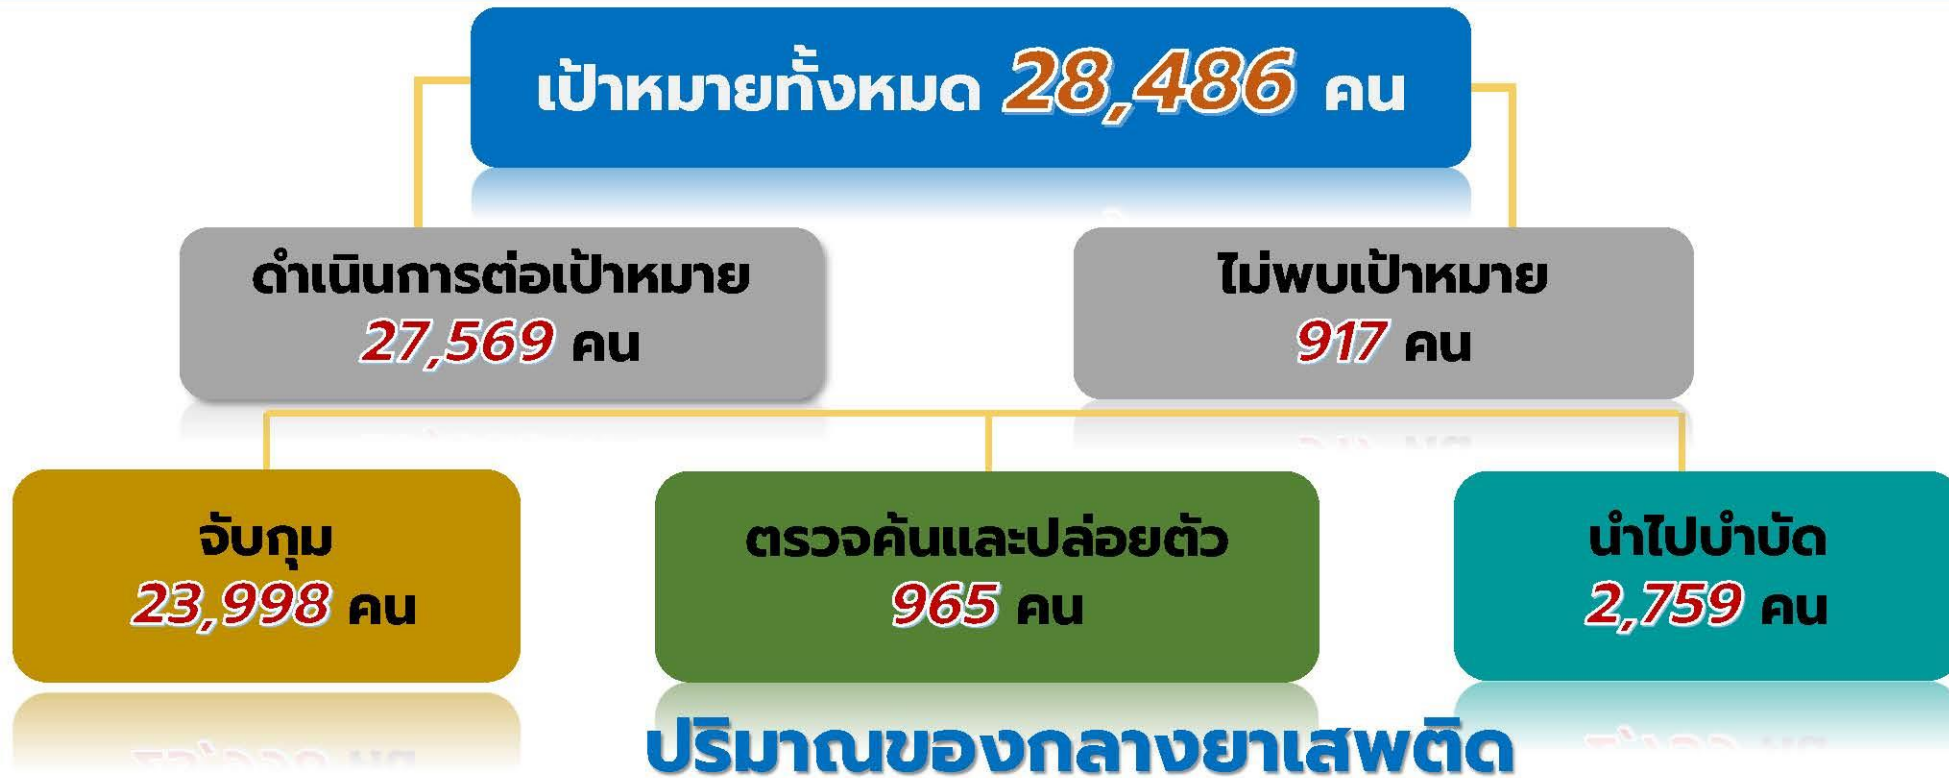 เป้าหมายทั้งหมด 28,486 คน
ดำเนินการต่อเป้าหมาย
27,569 คน
ไม่พบเป้าหมาย
917 คน
จับกุม
23,998 คน
ตรวจค้นและปล่อยตัว
965 คน
นำไปบำบัด
2,759 คน
ปริมาณของกลางยาเสพติด